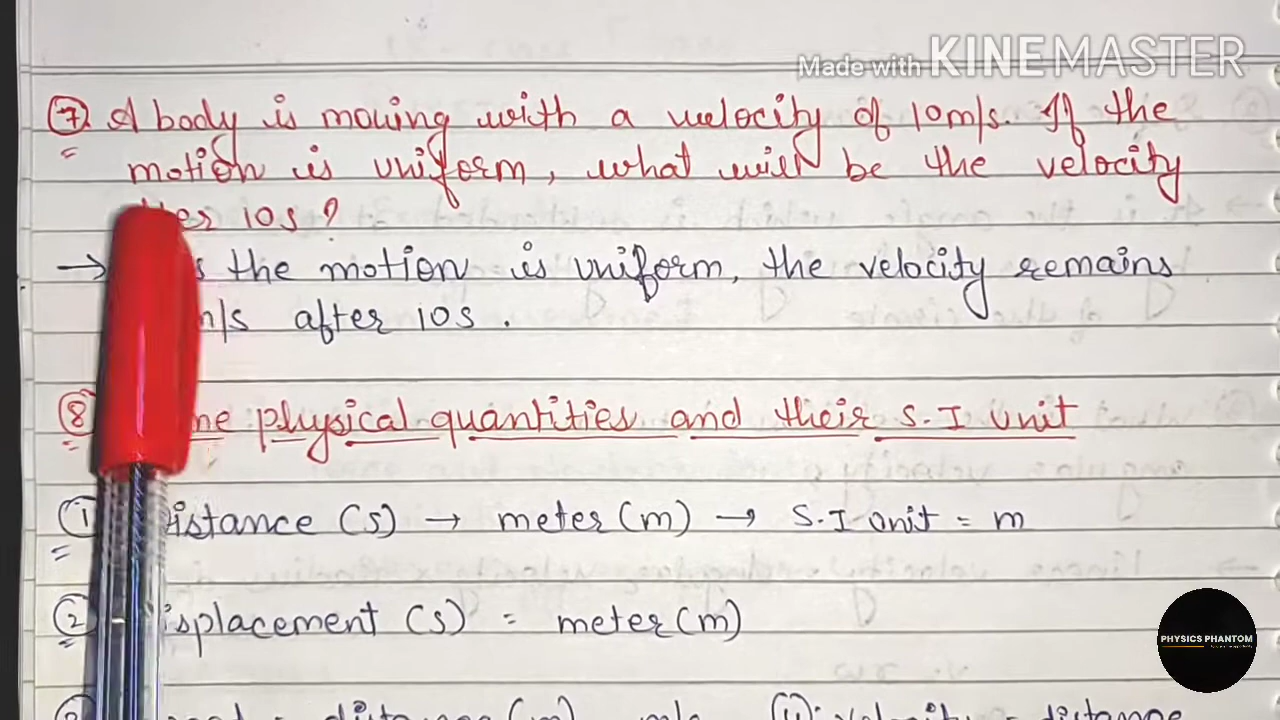 Made with KINEMASTER
7. A body is moving with a velocity of 10m/s. If the
motion is uniform, what will be the velocity
10s?
the motion is uniform, the velocity remains
m/s after 10s.
8 physical quantities and their S.I Unit
1 (s) → meter (m) → S.I unit = m
2 (s) = meter (m)
PHYSICS PHANTOM